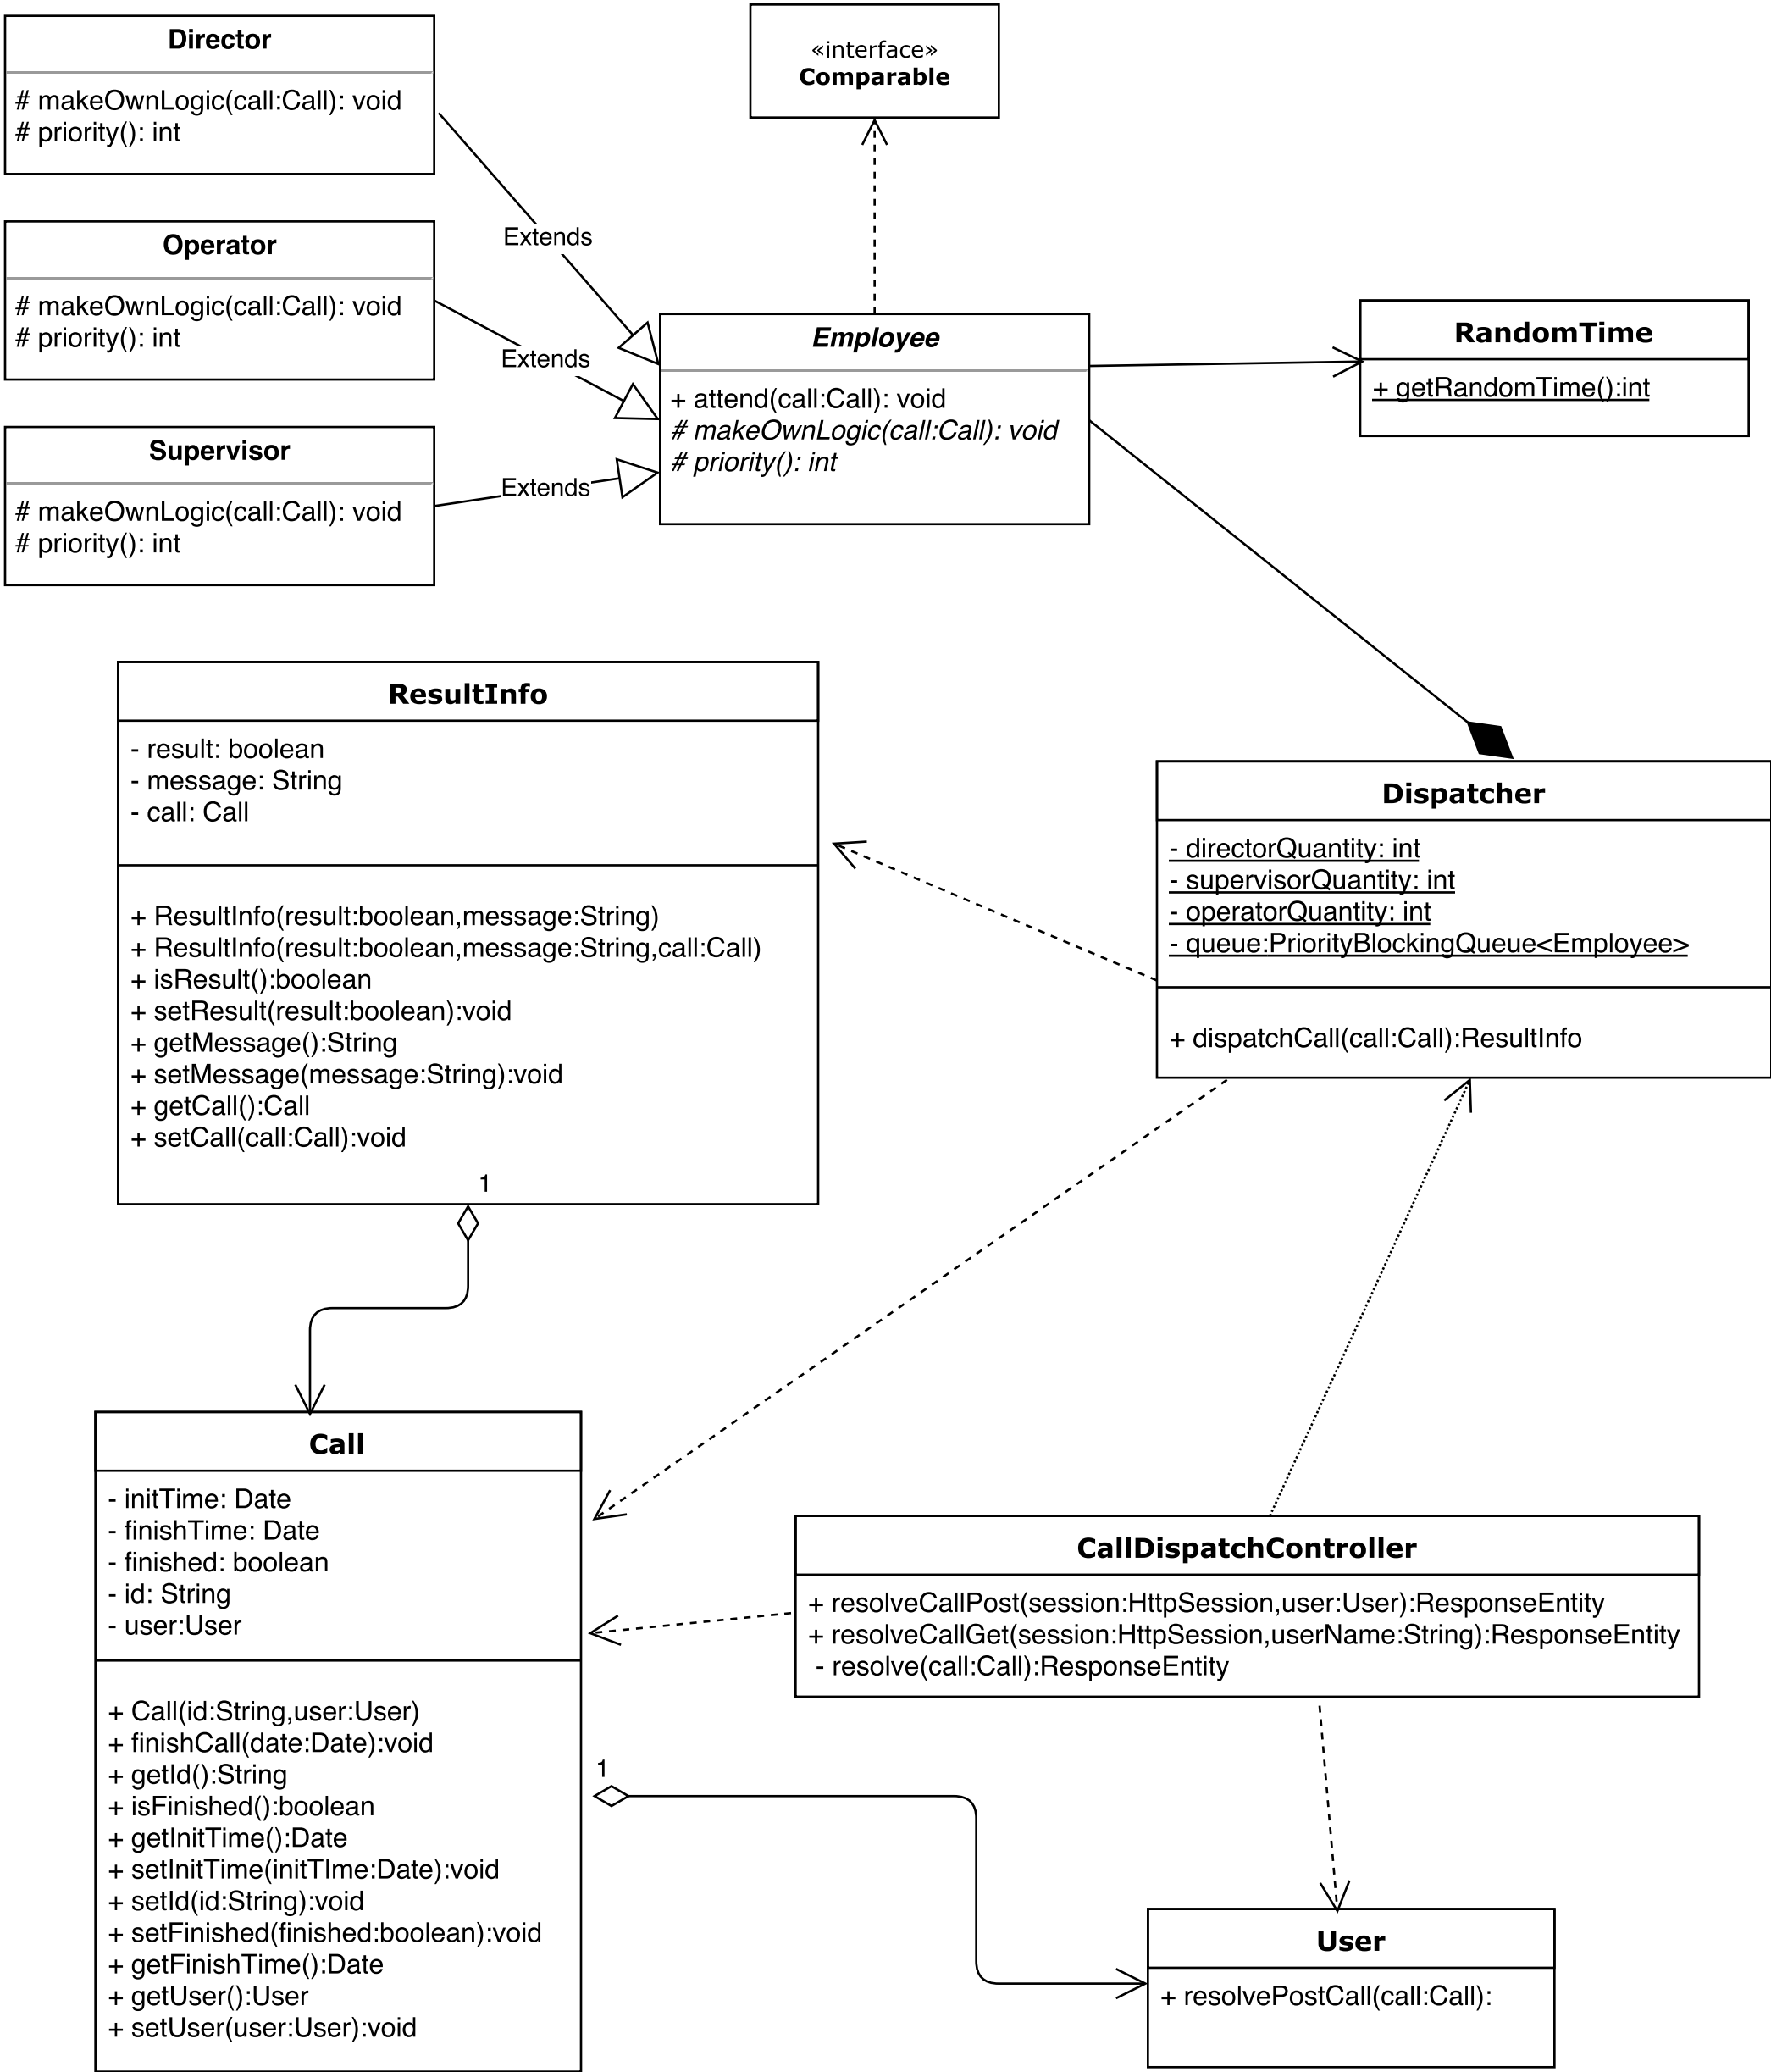 Director
# makeOwnLogic(call:Call): void
# priority(): int
«interface»
Comparable
Extends
Operator
# makeOwnLogic(call:Call): void
# priority(): int
Extends
Supervisor
# makeOwnLogic(call:Call): void
# priority(): int
Extends
Employee
+ attend(call:Call): void
# makeOwnLogic(call:Call): void
# priority(): int
RandomTime
+ getRandomTime():int
ResultInfo
- result: boolean
- message: String
- call: Call
+ ResultInfo(result:boolean,message:String)
+ ResultInfo(result:boolean,message:String,call:Call)
+ isResult():boolean
+ setResult(result:boolean):void
+ getMessage():String
+ setMessage(message:String):void
+ getCall():Call
+ setCall(call:Call):void
1
Dispatcher
- directorQuantity: int
- supervisorQuantity: int
- operatorQuantity: int
- queue:PriorityBlockingQueue<Employee>
+ dispatchCall(call:Call):ResultInfo
Call
- initTime: Date
- finishTime: Date
- finished: boolean
- id: String
- user:User
+ Call(id:String,user:User)
+ finishCall(date:Date):void
+ getId():String
+ isFinished():boolean
+ getInitTime():Date
+ setInitTime(initTIme:Date):void
+ setId(id:String):void
+ setFinished(finished:boolean):void
+ getFinishTime():Date
+ getUser():User
+ setUser(user:User):void
1
CallDispatchController
+ resolveCallPost(session:HttpSession,user:User):ResponseEntity
+ resolveCallGet(session:HttpSession,userName:String):ResponseEntity
- resolve(call:Call):ResponseEntity
User
+ resolvePostCall(call:Call):